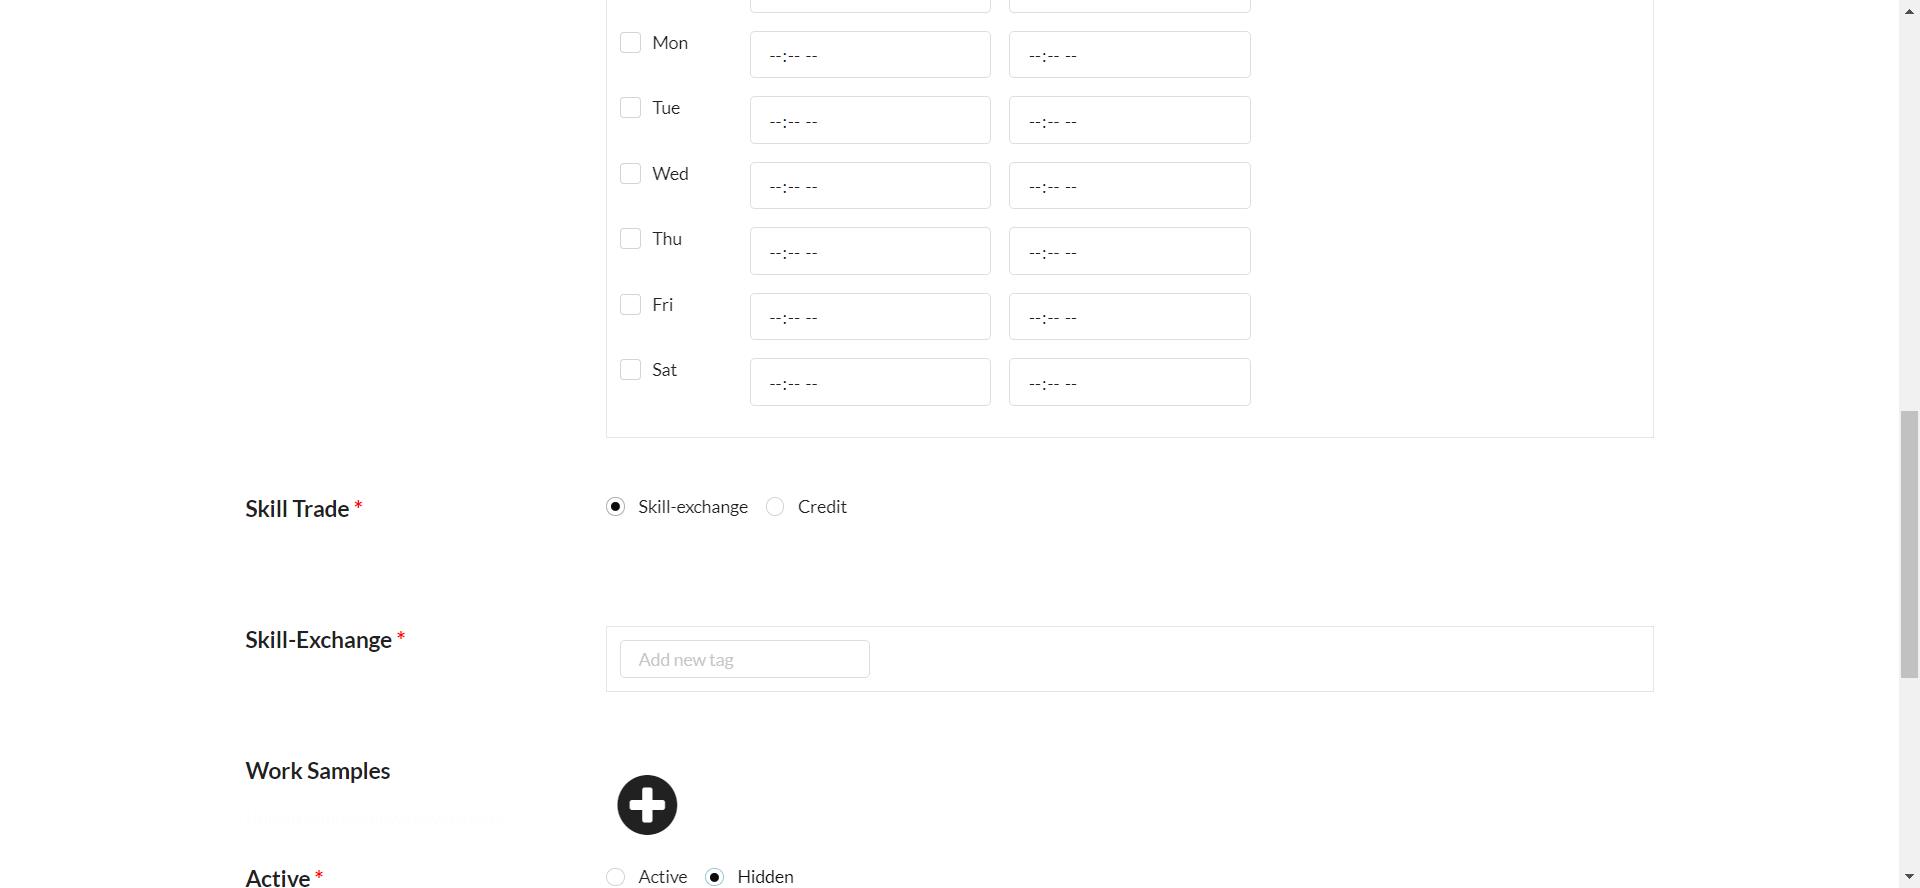 Mon --:-- -- --:-- --
Tue --:-- -- --:-- --
Wed --:-- -- --:-- --
Thu --:-- -- --:-- --
Fri --:-- -- --:-- --
Sat --:-- -- --:-- --
Skill Trade * Skill-exchange Credit
Skill-Exchange *
Add new tag
Work Samples
Active * Active Hidden